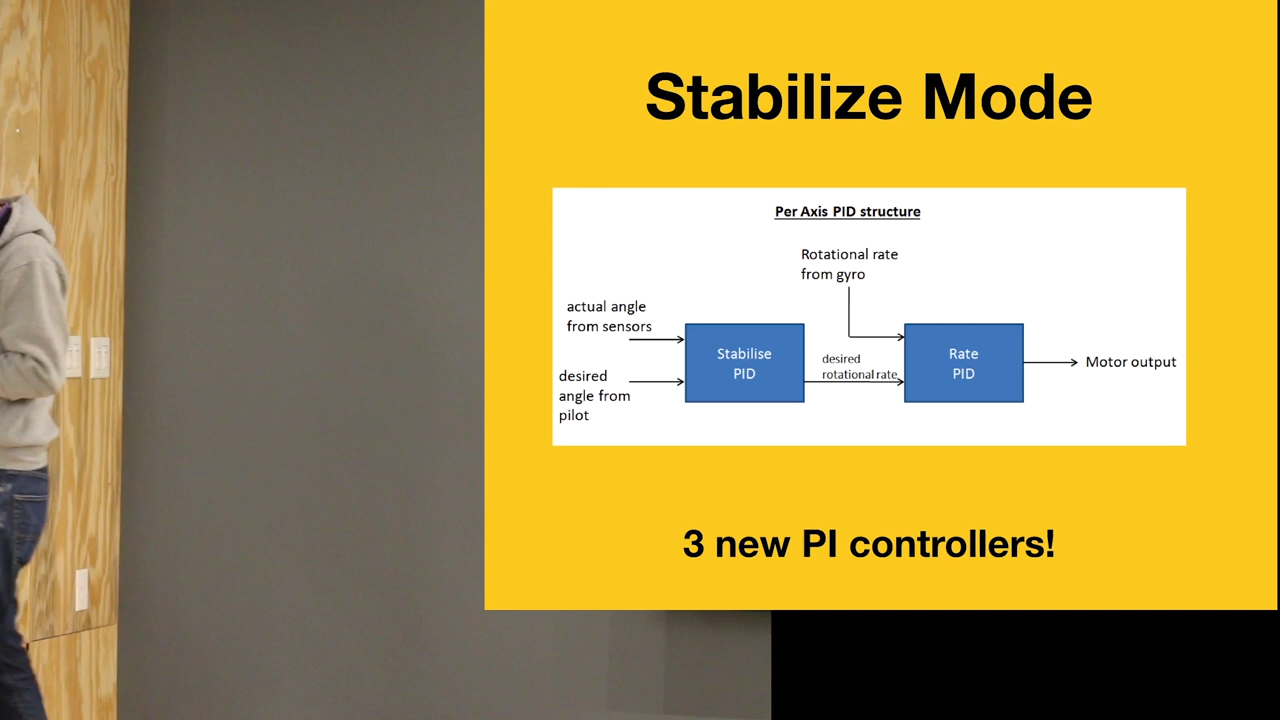 Stabilize Mode
Per Axis PID structure
Rotational rate
from gyro
actual angle
from sensors
desired
angle from
pilot
Stabilise
PID
desired
rotational rate
Rate
PID
Motor output
3 new PI controllers!